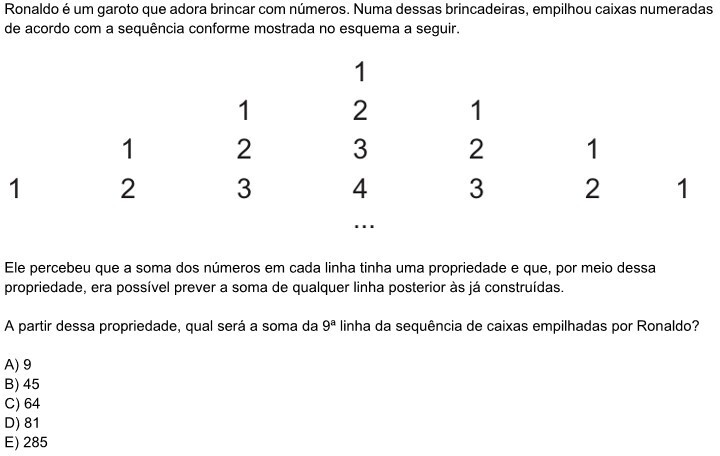 Ronaldo é um garoto que adora brincar com números. Numa dessas brincadeiras, empilhou caixas numeradas
de acordo com a sequência conforme mostrada no esquema a seguir.
1
1 2 1
1 2 3 2 1
1 2 3 4 3 2 1
...
Ele percebeu que a soma dos números em cada linha tinha uma propriedade e que, por meio dessa
propriedade, era possível prever a soma de qualquer linha posterior às já construídas.
A partir dessa propriedade, qual será a soma da 9ª linha da sequência de caixas empilhadas por Ronaldo?
A) 9
B) 45
C) 64
D) 81
E) 285